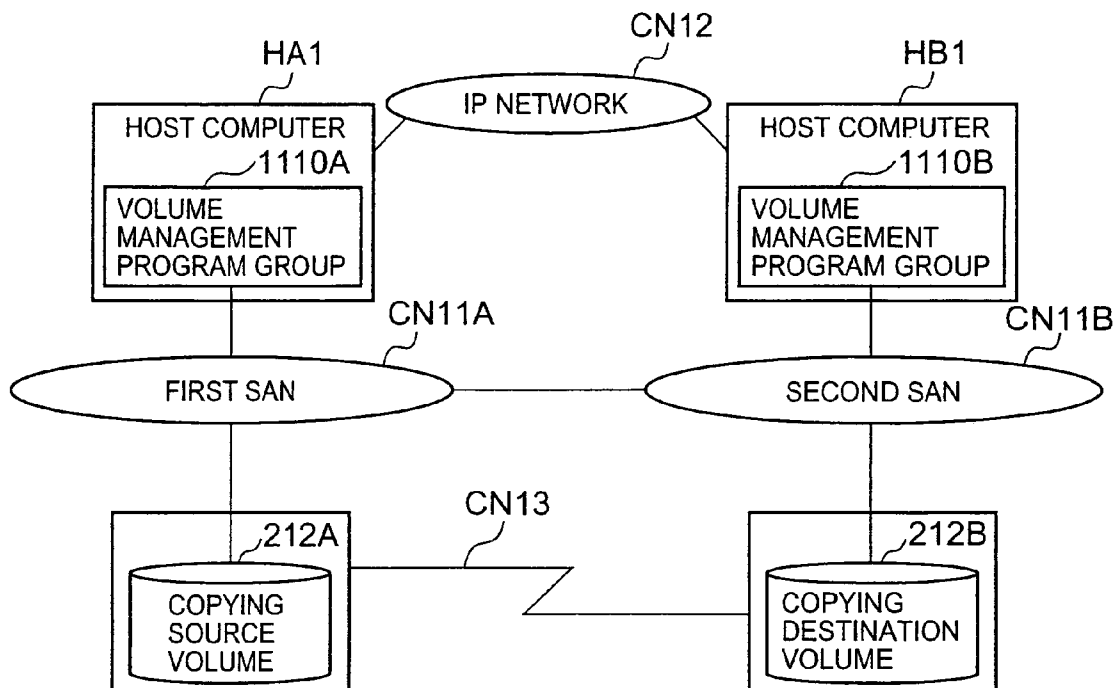 CN12
HA1
HB1
IP NETWORK
HOST COMPUTER
HOST COMPUTER
1110A
1110B
VOLUME
MANAGEMENT
PROGRAM GROUP
VOLUME
MANAGEMENT
PROGRAM GROUP
CN11A
CN11B
FIRST SAN
SECOND SAN
CN13
212A
212B
COPYING
SOURCE
VOLUME
COPYING
DESTINATION
VOLUME